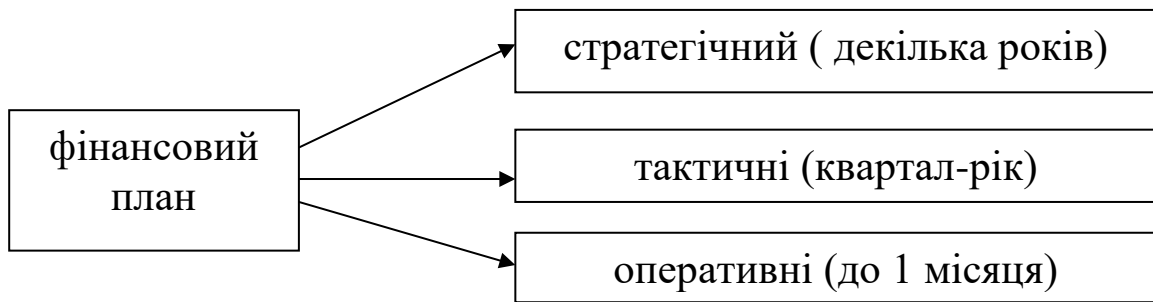 фінансовий
план
стратегічний ( декілька років)
тактичні (квартал-рік)
оперативні (до 1 місяця)